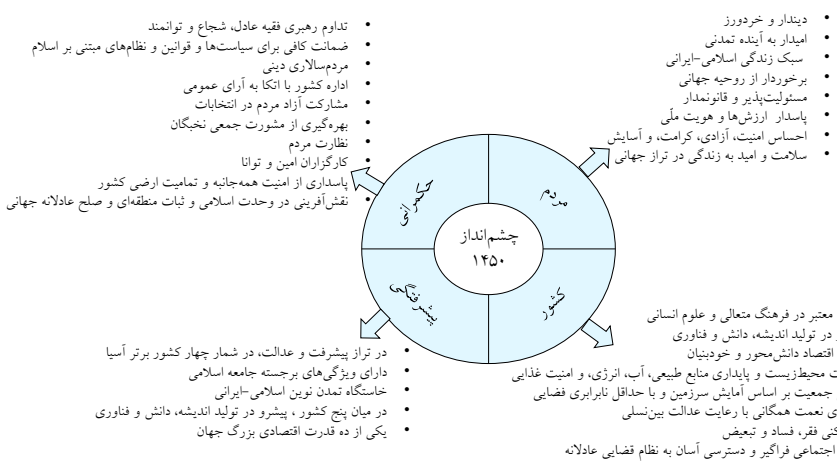 دیندار و خردورز
امیدار به آینده تمدنی
سبک زندگی اسلامی-ایرانی
برخوردار از روحیه جهانی
مسئولیت‌پذیر و قانونمدار
پاسدار ارزش‌ها و هویت ملّی
احساس امنیت، آزادی، کرامت، و آسایش
سلامت و امید به زندگی در تراز جهانی
تداوم رهبری فقیه عادل، شجاع و توانمند
ضمانت کافی برای سیاست‌ها و قوانین و نظام‌های مبتنی بر اسلام
مردم‌سالاری دینی
اداره کشور با اتکا به آرای عمومی
مشارکت آزاد مردم در انتخابات
بهره‌گیری از مشورت جمعی نخبگان
نظارت مردم
کارگزاران امین و توانا
پاسداری از امنیت همه‌جانبه و تمامیت ارضی کشور
نقش‌آفرینی در وحدت اسلامی و ثبات منطقه‌ای و صلح عادلانه جهانی
مردم
حکمرانی
چشم‌انداز
۱۴۵۰
کشور
پیشرفتگی
معتبر در فرهنگ متعالی و علوم انسانی
در تولید اندیشه، دانش و فناوری
اقتصاد دانش‌محور و خودبنیان
محیط‌زیست و پایداری منابع طبیعی، آب، انرژی، و امنیت غذایی
جمعیت بر اساس آمایش سرزمین و با حداقل نابرابری فضایی
نعمت همگانی با رعایت عدالت بین‌نسلی
فقر، فساد و تبعیض
اجتماعی فراگیر و دسترسی آسان به نظام قضایی عادلانه
در تراز پیشرفت و عدالت، در شمار چهار کشور برتر آسیا
دارای ویژگی‌های برجسته جامعه اسلامی
خاستگاه تمدن نوین اسلامی-ایرانی
در میان پنج کشور ، پیشرو در تولید اندیشه، دانش و فناوری
یکی از ده قدرت اقتصادی بزرگ جهان